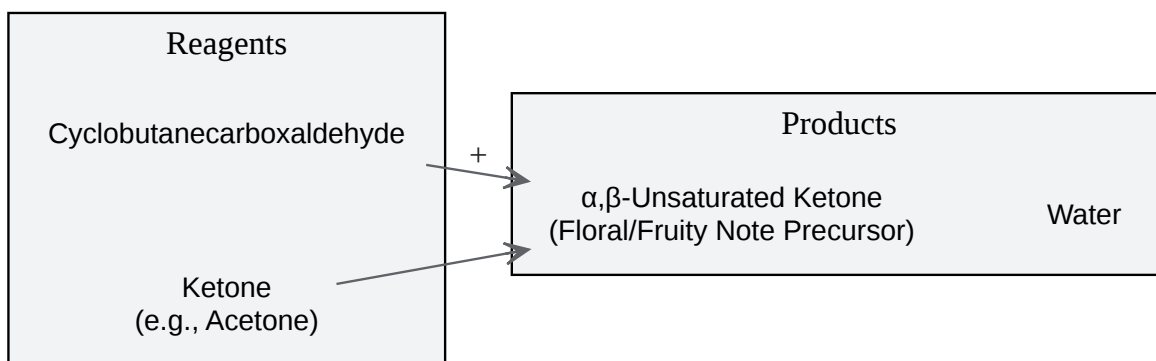 Reagents
Cyclobutanecarboxaldehyde
Ketone
(e.g., Acetone)
+
Products
α,β-Unsaturated Ketone
(Floral/Fruity Note Precursor)
Water